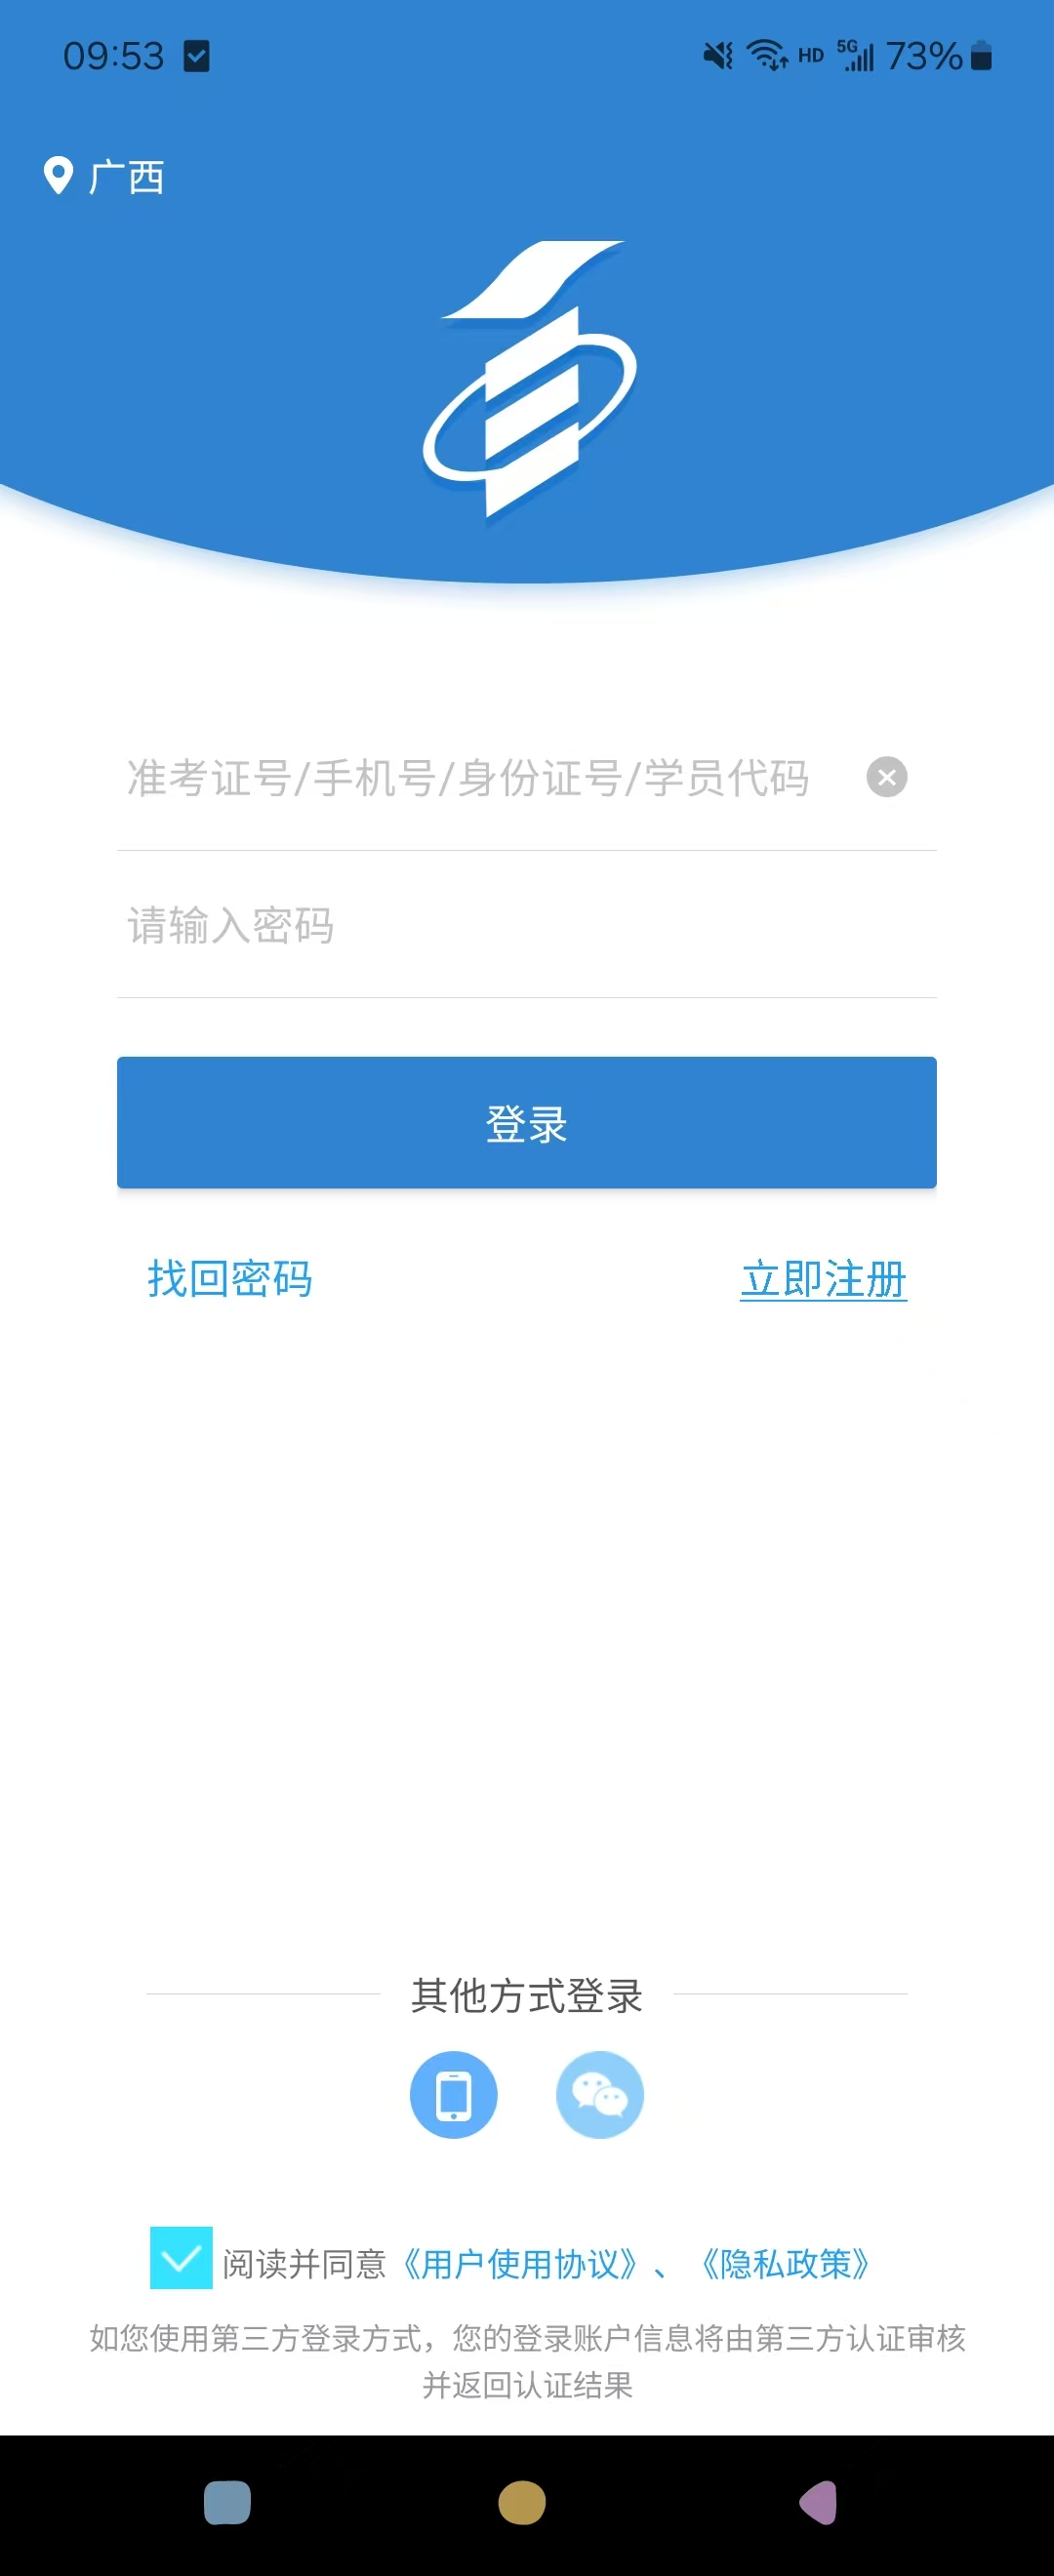 09:53
HD 5G 73%
广西
准考证号/手机号/身份证号/学员代码
请输入密码
登录
找回密码
立即注册
其他方式登录
阅读并同意《用户使用协议》、《隐私政策》
如您使用第三方登录方式，您的登录账户信息将由第三方认证审核
并返回认证结果